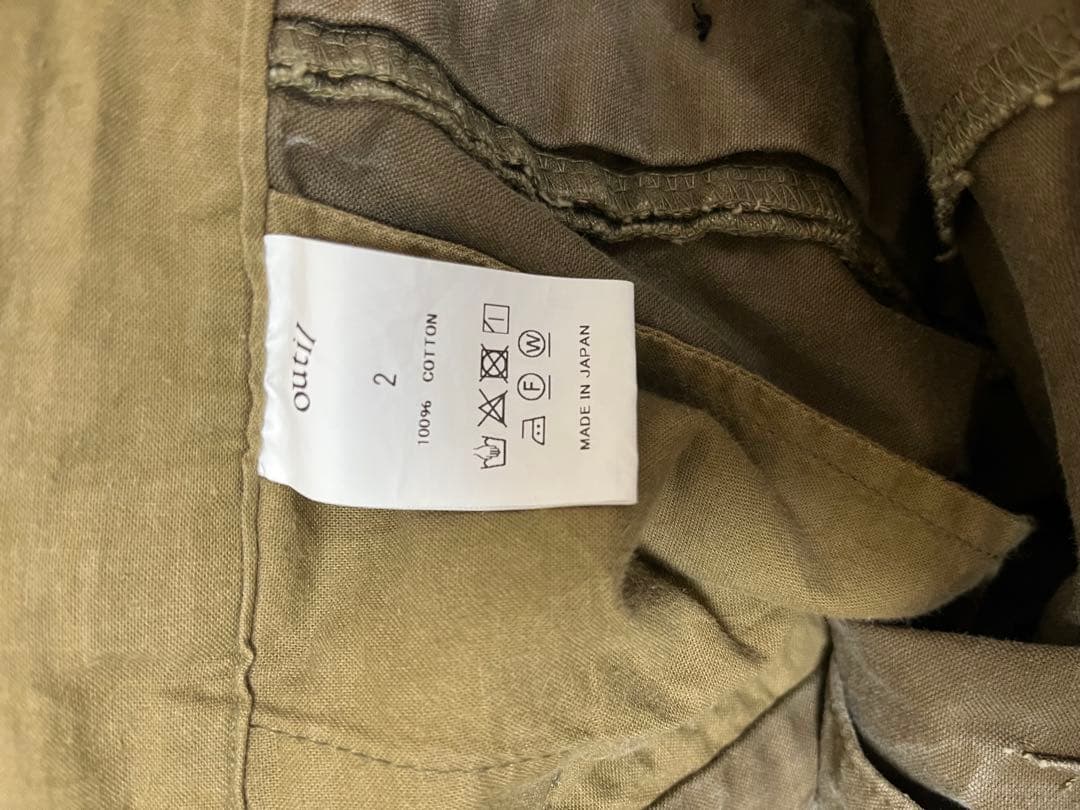 outil
2
100% COTTON
F W
MADE IN JAPAN